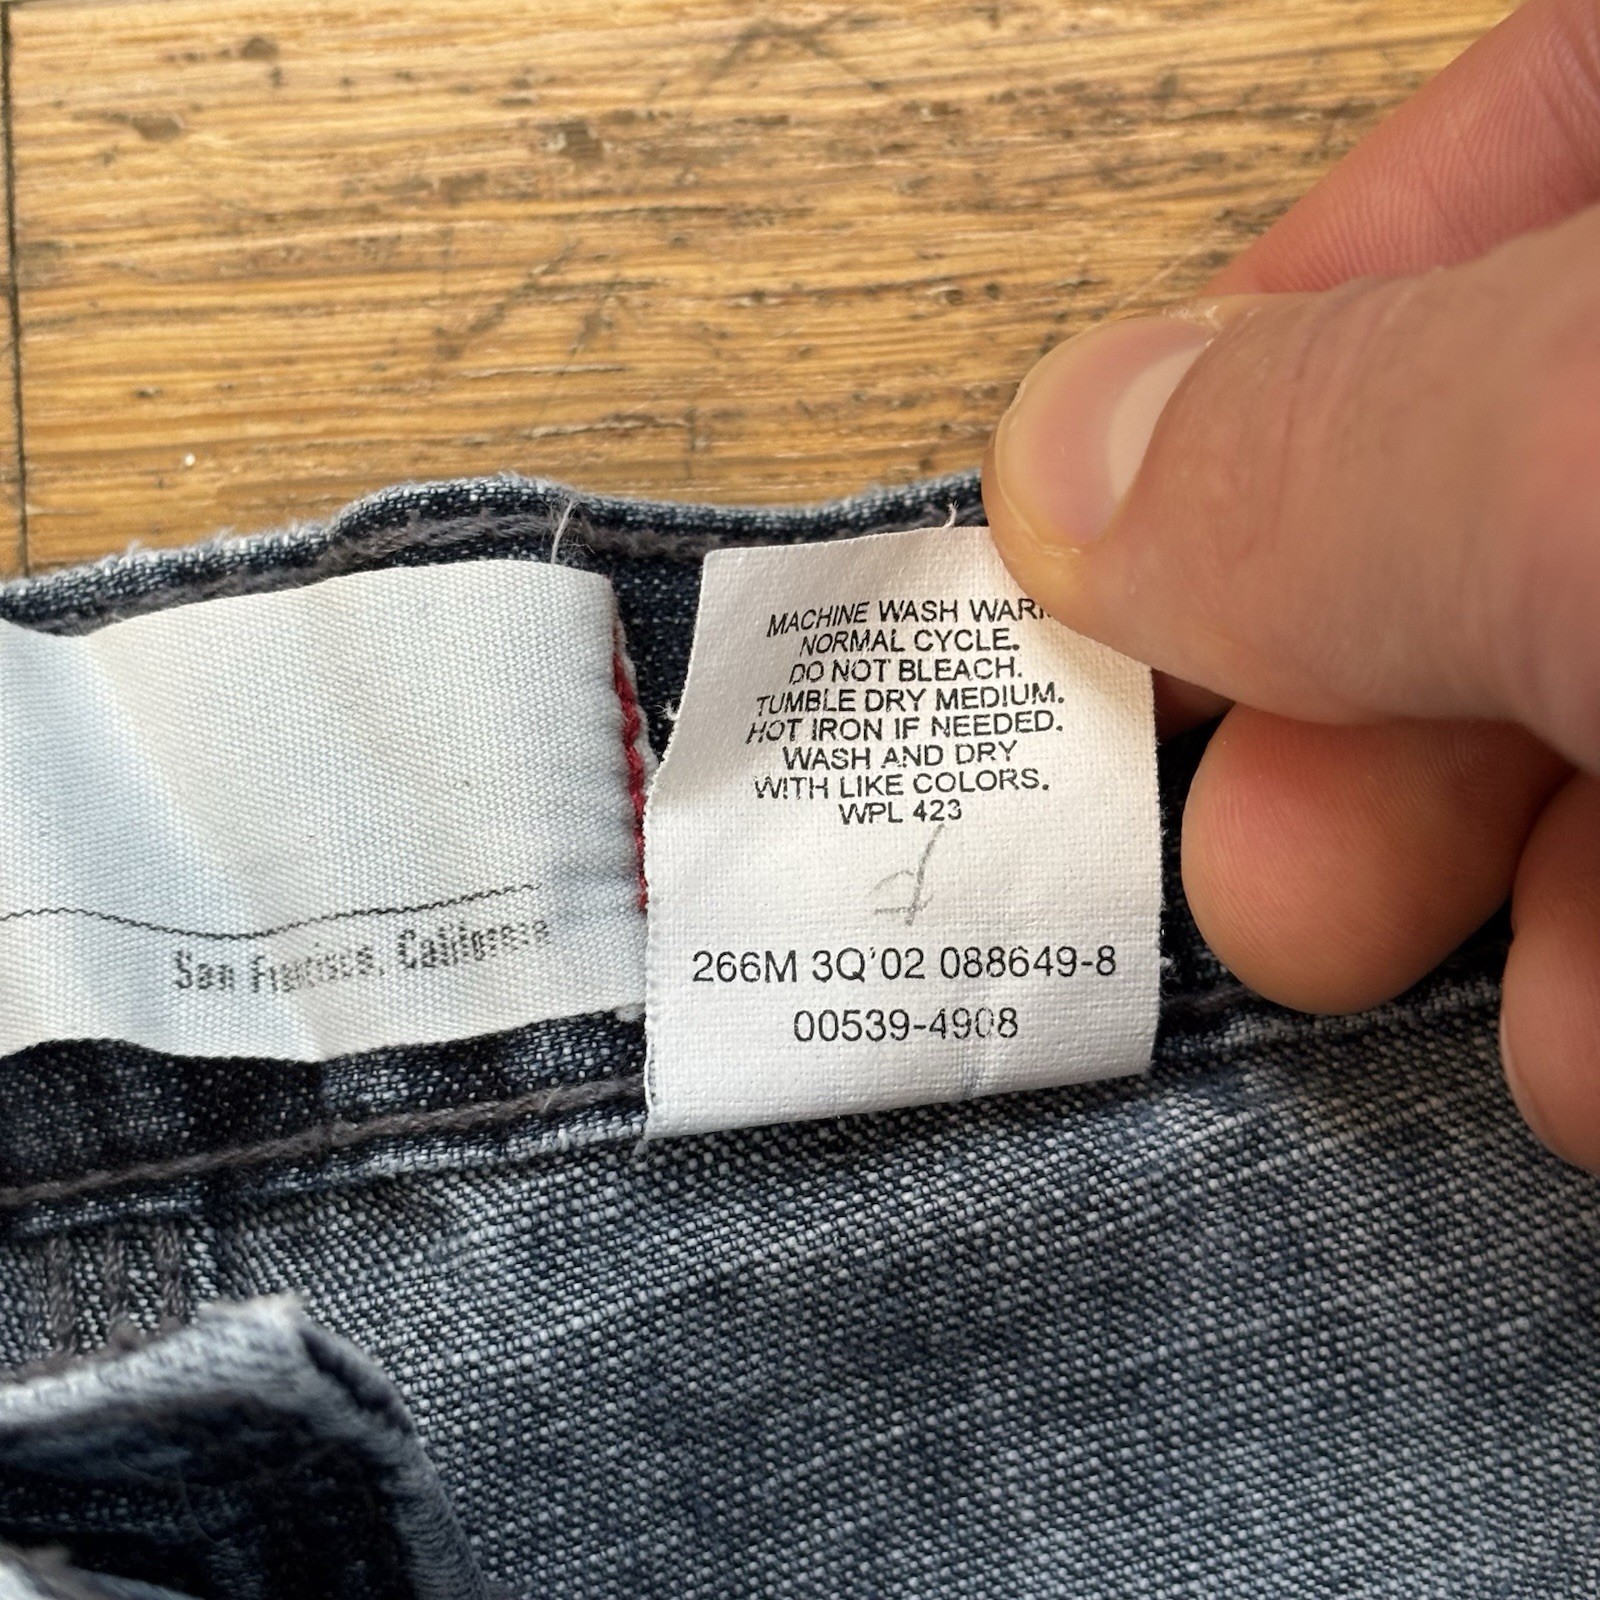 MACHINE WASH WAR
NORMAL CYCLE.
DO NOT BLEACH.
TUMBLE DRY MEDIUM.
HOT IRON IF NEEDED.
WASH AND DRY
WITH LIKE COLORS.
WPL 423
266M 3Q'02 088649-8
00539-4908
San Francisco, California